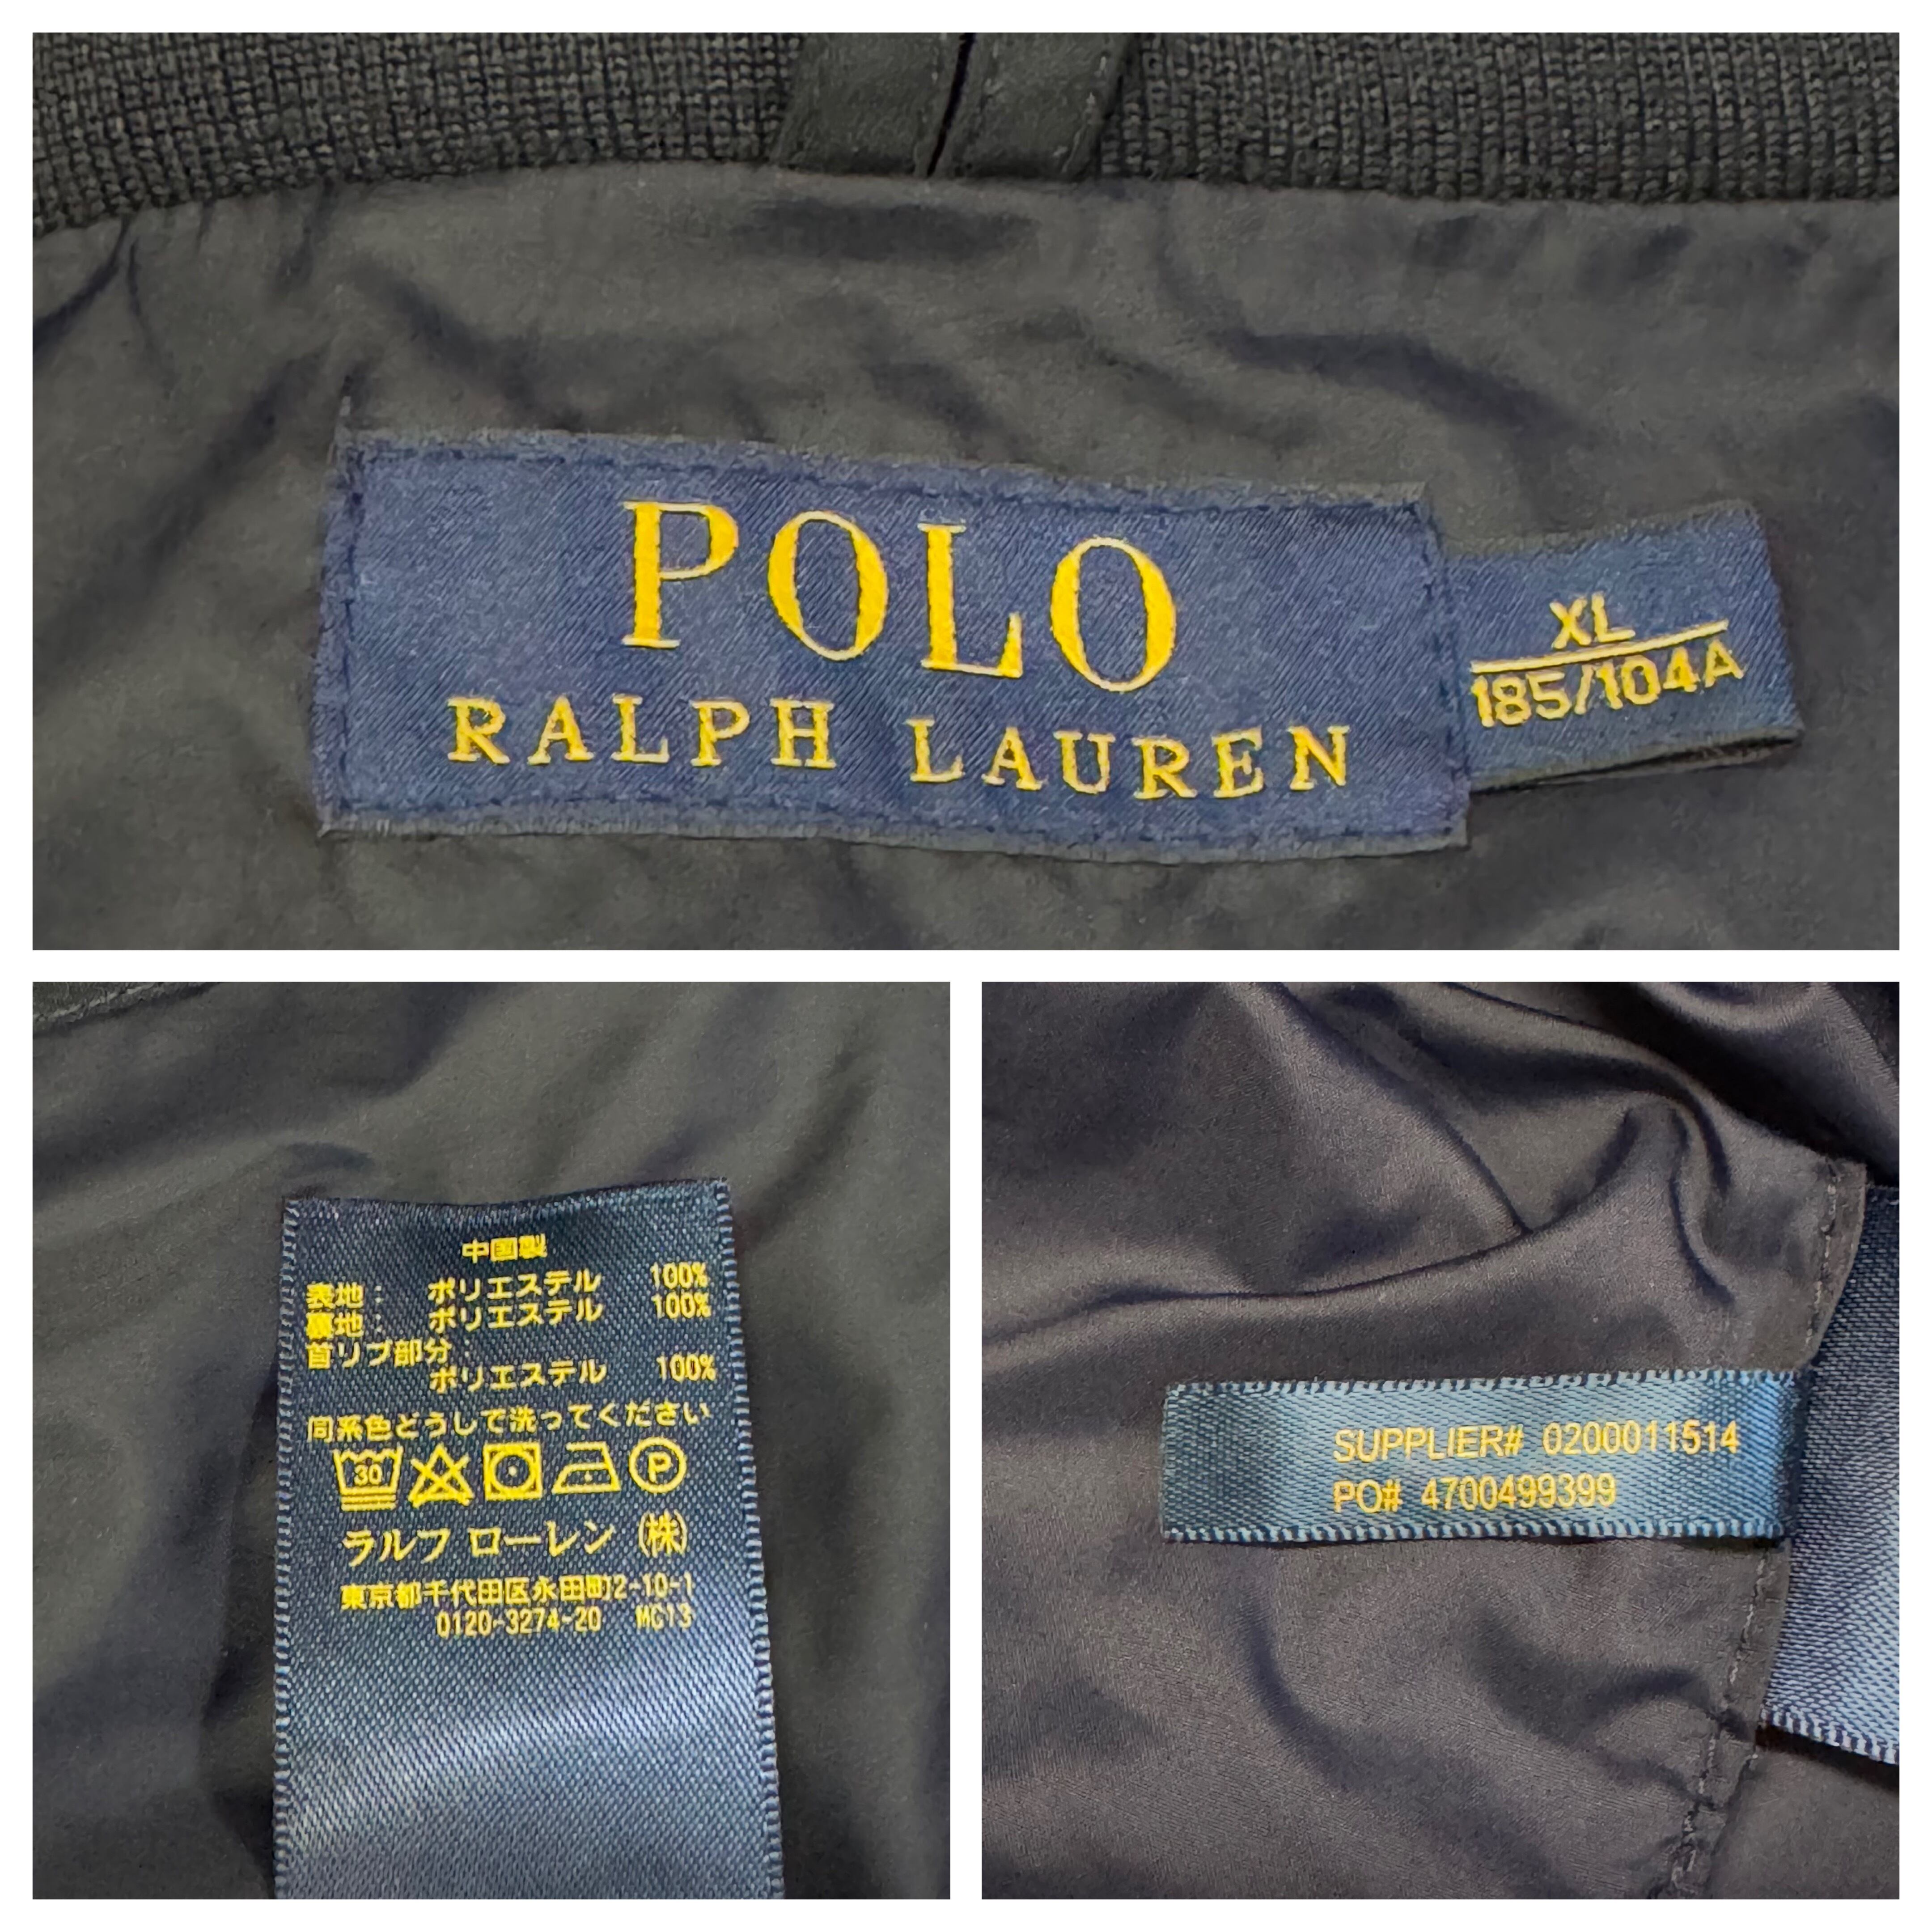 POLO
RALPH LAUREN
XL
185/104A
中国製
表地： ポリエステル 100%
裏地： ポリエステル 100%
首リブ部分：
ポリエステル 100%
同系色どうしで洗ってください
30 P
ラルフ ローレン (株)
東京都千代田区永田町2-10-1
0120-3274-20 MC13
SUPPLIER# 0200011514
PO# 4700499399